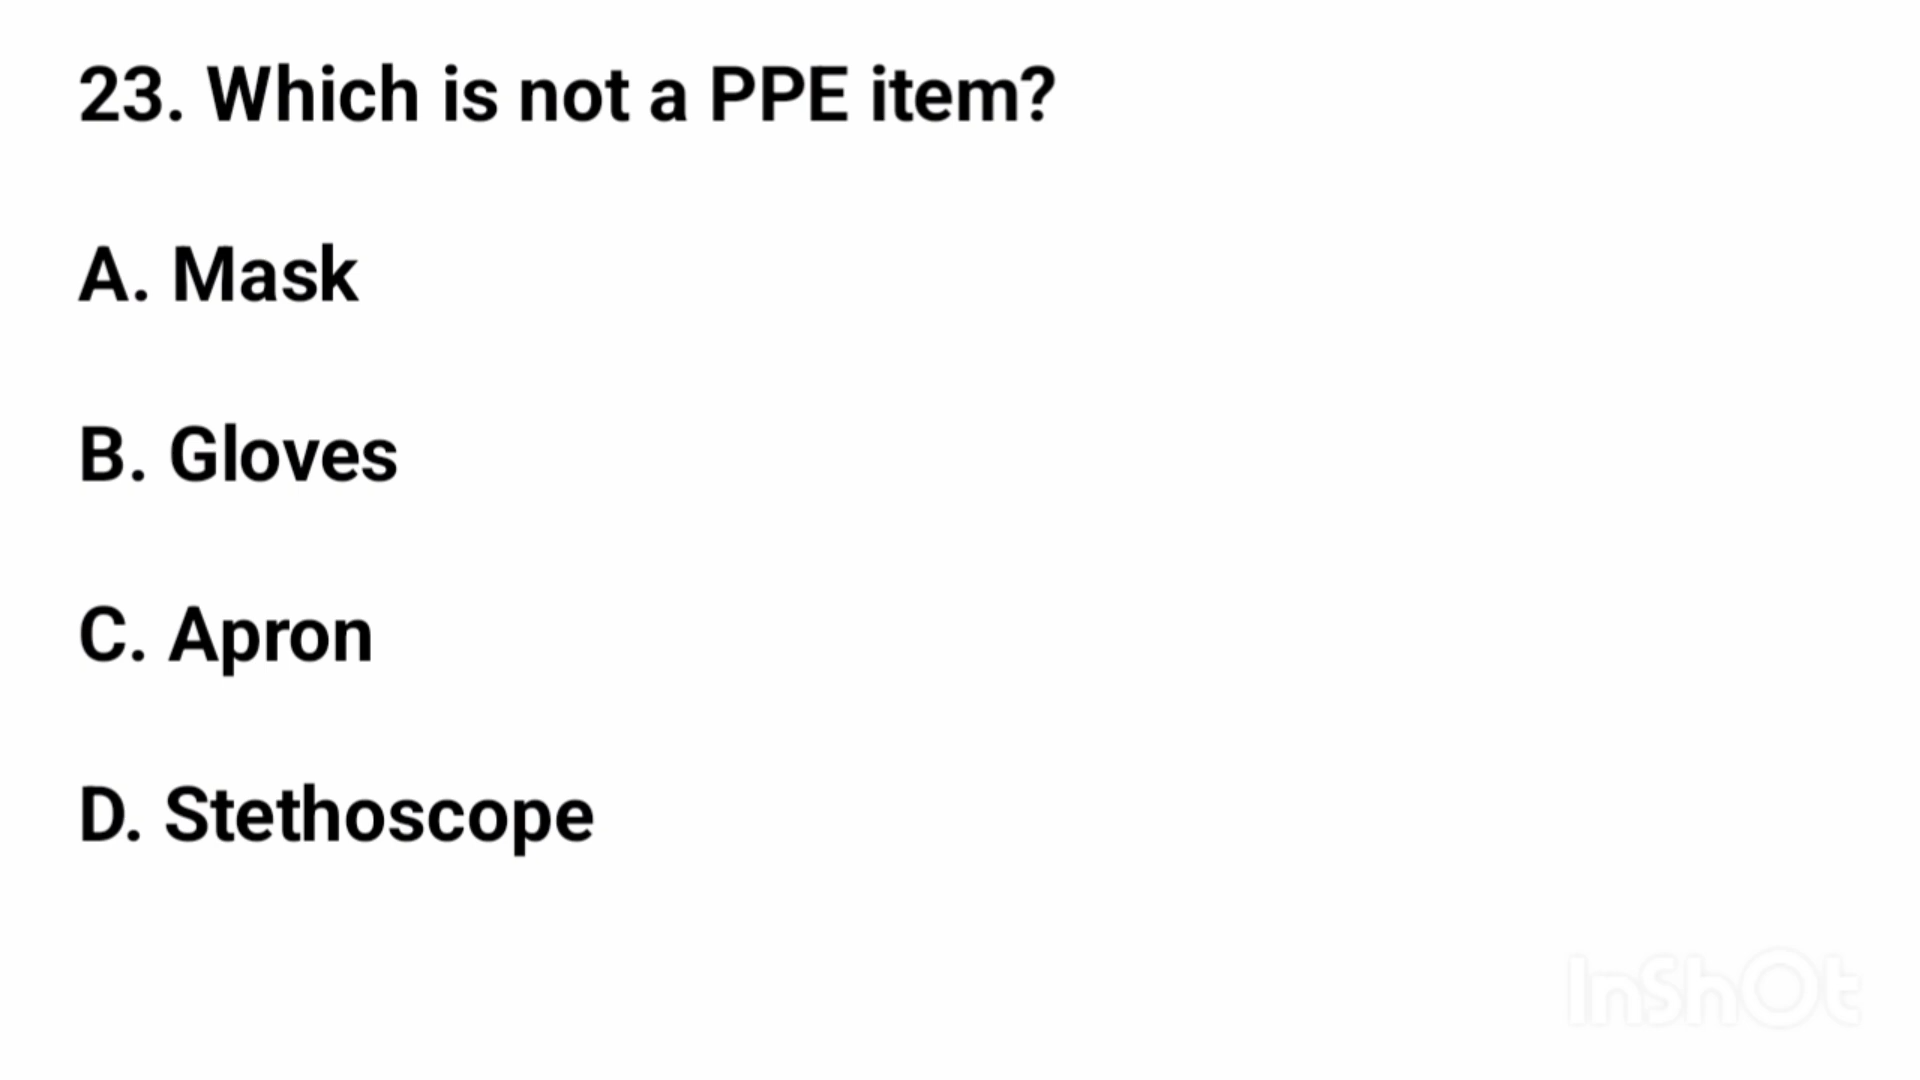 23. Which is not a PPE item?
A. Mask
B. Gloves
C. Apron
D. Stethoscope
InShOt